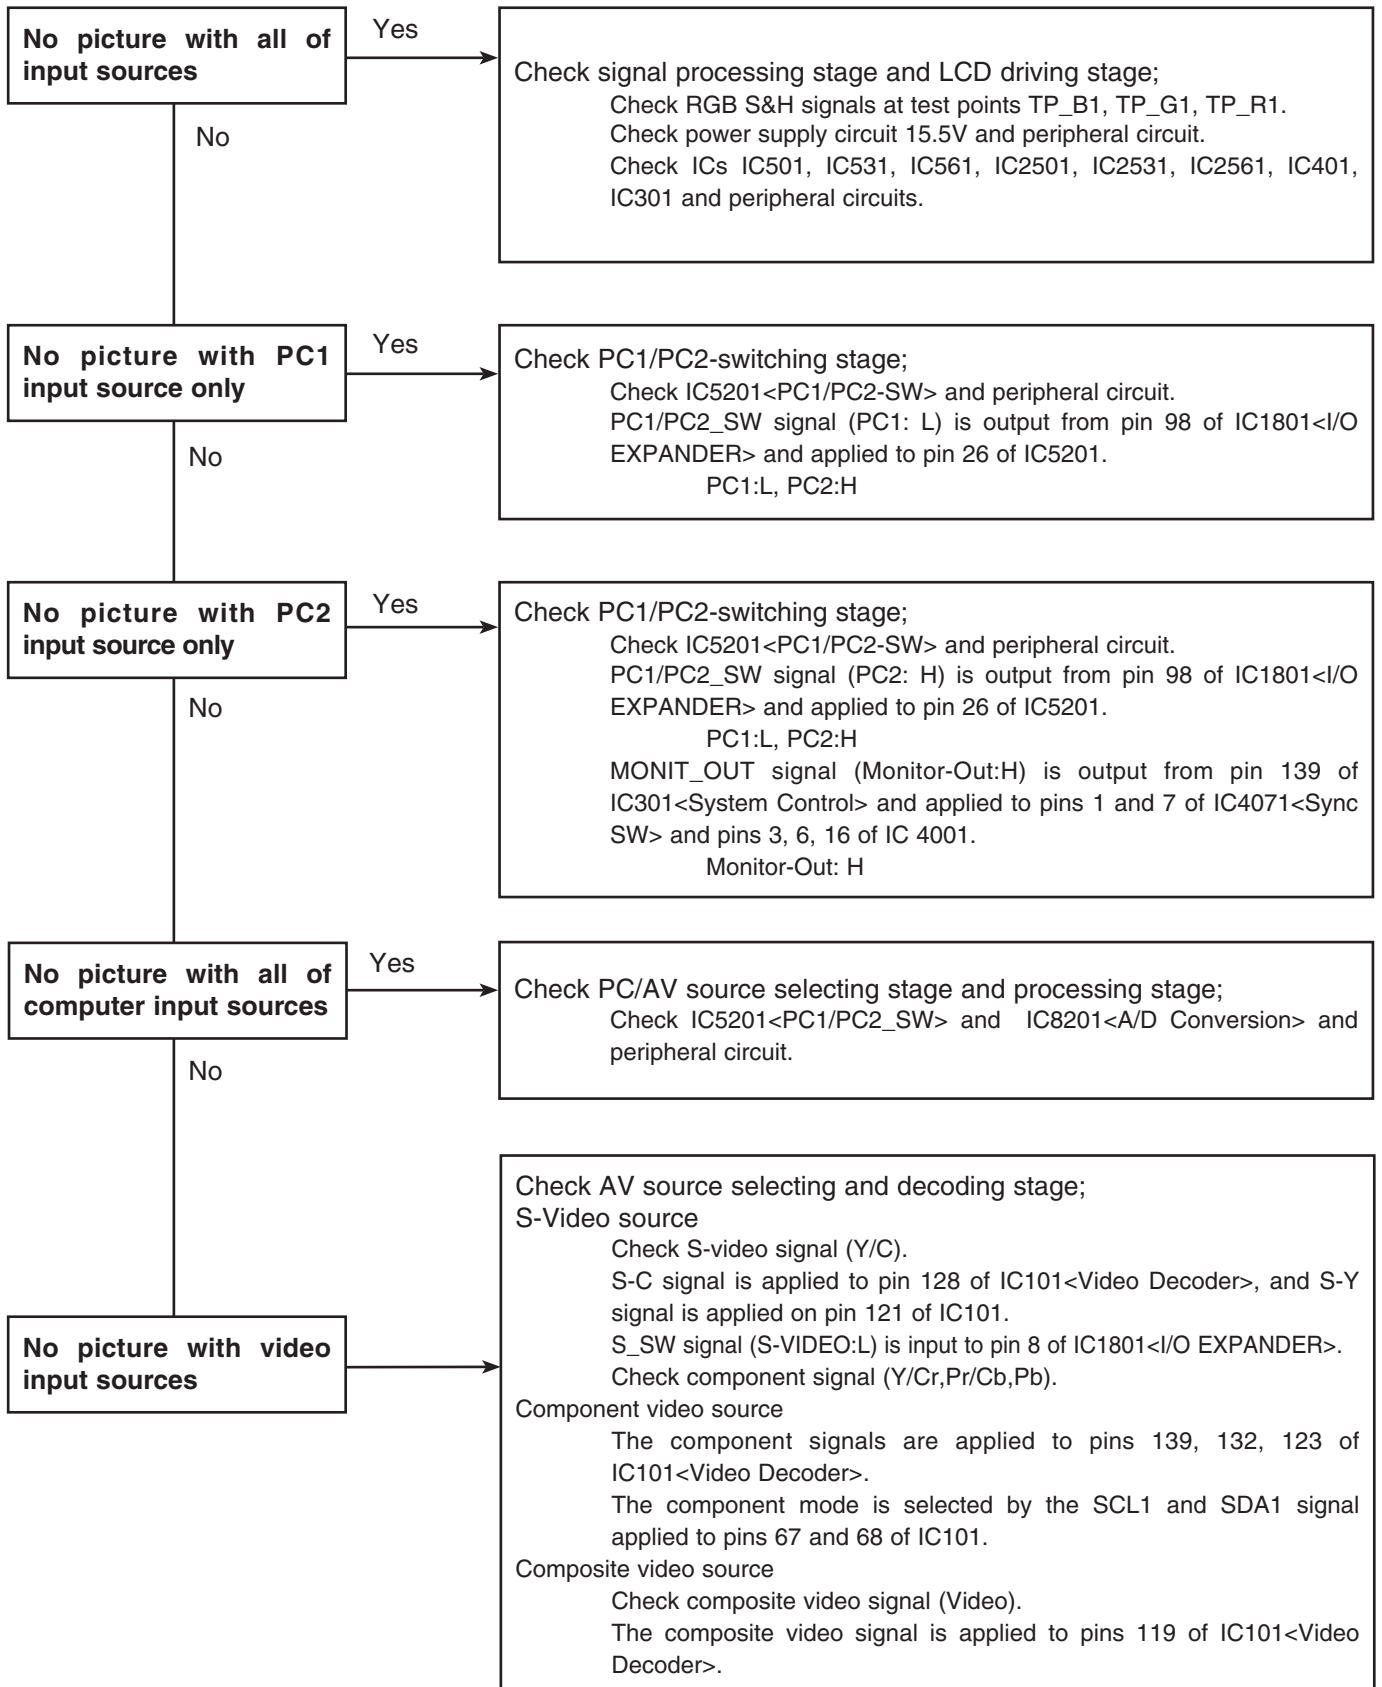 No picture with all of
input sources
Yes
Check signal processing stage and LCD driving stage;
Check RGB S&H signals at test points TP_B1, TP_G1, TP_R1.
Check power supply circuit 15.5V and peripheral circuit.
Check ICs IC501, IC531, IC561, IC2501, IC2531, IC2561, IC401,
IC301 and peripheral circuits.
No
No picture with PC1
input source only
Yes
Check PC1/PC2-switching stage;
Check IC5201<PC1/PC2-SW> and peripheral circuit.
PC1/PC2_SW signal (PC1: L) is output from pin 98 of IC1801<I/O
EXPANDER> and applied to pin 26 of IC5201.
PC1:L, PC2:H
No
No picture with PC2
input source only
Yes
Check PC1/PC2-switching stage;
Check IC5201<PC1/PC2-SW> and peripheral circuit.
PC1/PC2_SW signal (PC2: H) is output from pin 98 of IC1801<I/O
EXPANDER> and applied to pin 26 of IC5201.
PC1:L, PC2:H
MONIT_OUT signal (Monitor-Out:H) is output from pin 139 of
IC301<System Control> and applied to pins 1 and 7 of IC4071<Sync
SW> and pins 3, 6, 16 of IC 4001.
Monitor-Out: H
No
No picture with all of
computer input sources
Yes
Check PC/AV source selecting stage and processing stage;
Check IC5201<PC1/PC2_SW> and IC8201<A/D Conversion> and
peripheral circuit.
No
No picture with video
input sources
Check AV source selecting and decoding stage;
S-Video source
Check S-video signal (Y/C).
S-C signal is applied to pin 128 of IC101<Video Decoder>, and S-Y
signal is applied on pin 121 of IC101.
S_SW signal (S-VIDEO:L) is input to pin 8 of IC1801<I/O EXPANDER>.
Check component signal (Y/Cr,Pr/Cb,Pb).
Component video source
The component signals are applied to pins 139, 132, 123 of
IC101<Video Decoder>.
The component mode is selected by the SCL1 and SDA1 signal
applied to pins 67 and 68 of IC101.
Composite video source
Check composite video signal (Video).
The composite video signal is applied to pins 119 of IC101<Video
Decoder>.